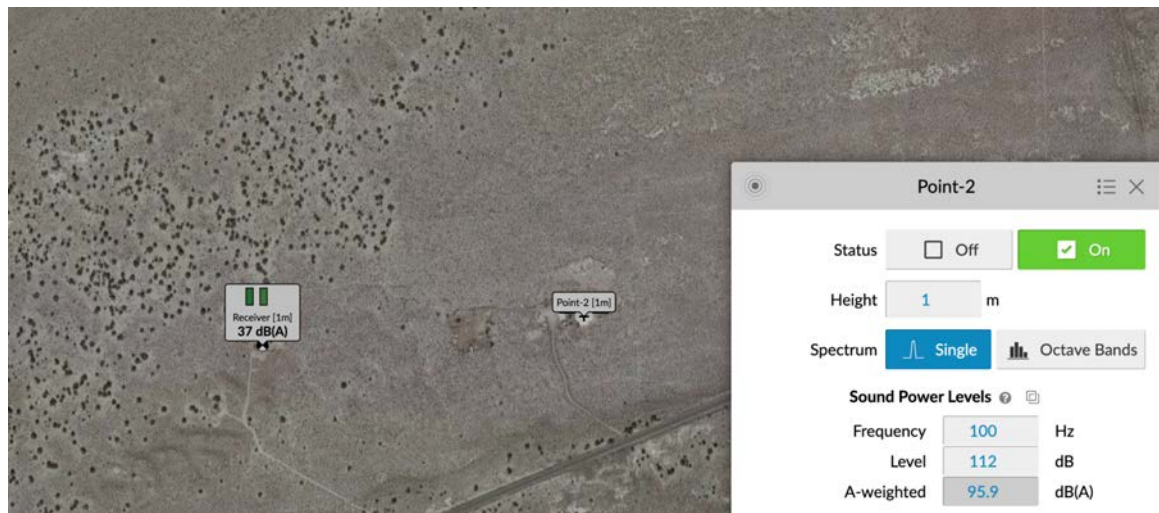 Receiver [1m]
37 dB(A)
Point-2 [1m]
Point-2
Status Off On
Height 1 m
Spectrum Single Octave Bands
Sound Power Levels ?
Frequency 100 Hz
Level 112 dB
A-weighted 95.9 dB(A)